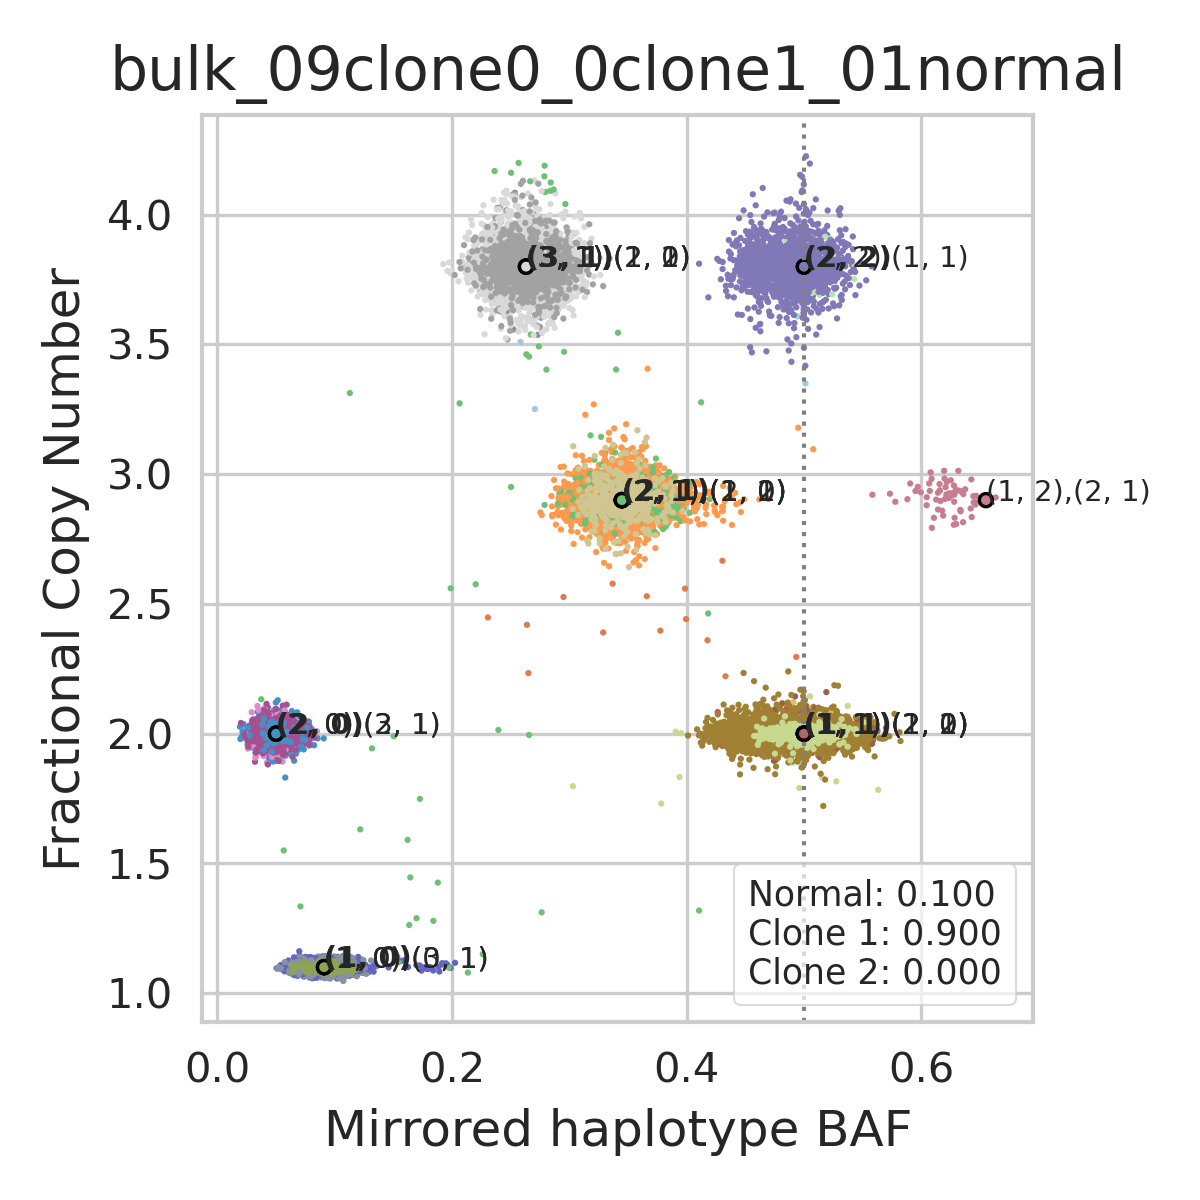 bulk_09clone0_0clone1_01normal
4.0
3.5
3.0
2.5
2.0
1.5
1.0
Fractional Copy Number
(1, 2),(2, 1)
Normal: 0.100
Clone 1: 0.900
Clone 2: 0.000
0.0 0.2 0.4 0.6
Mirrored haplotype BAF